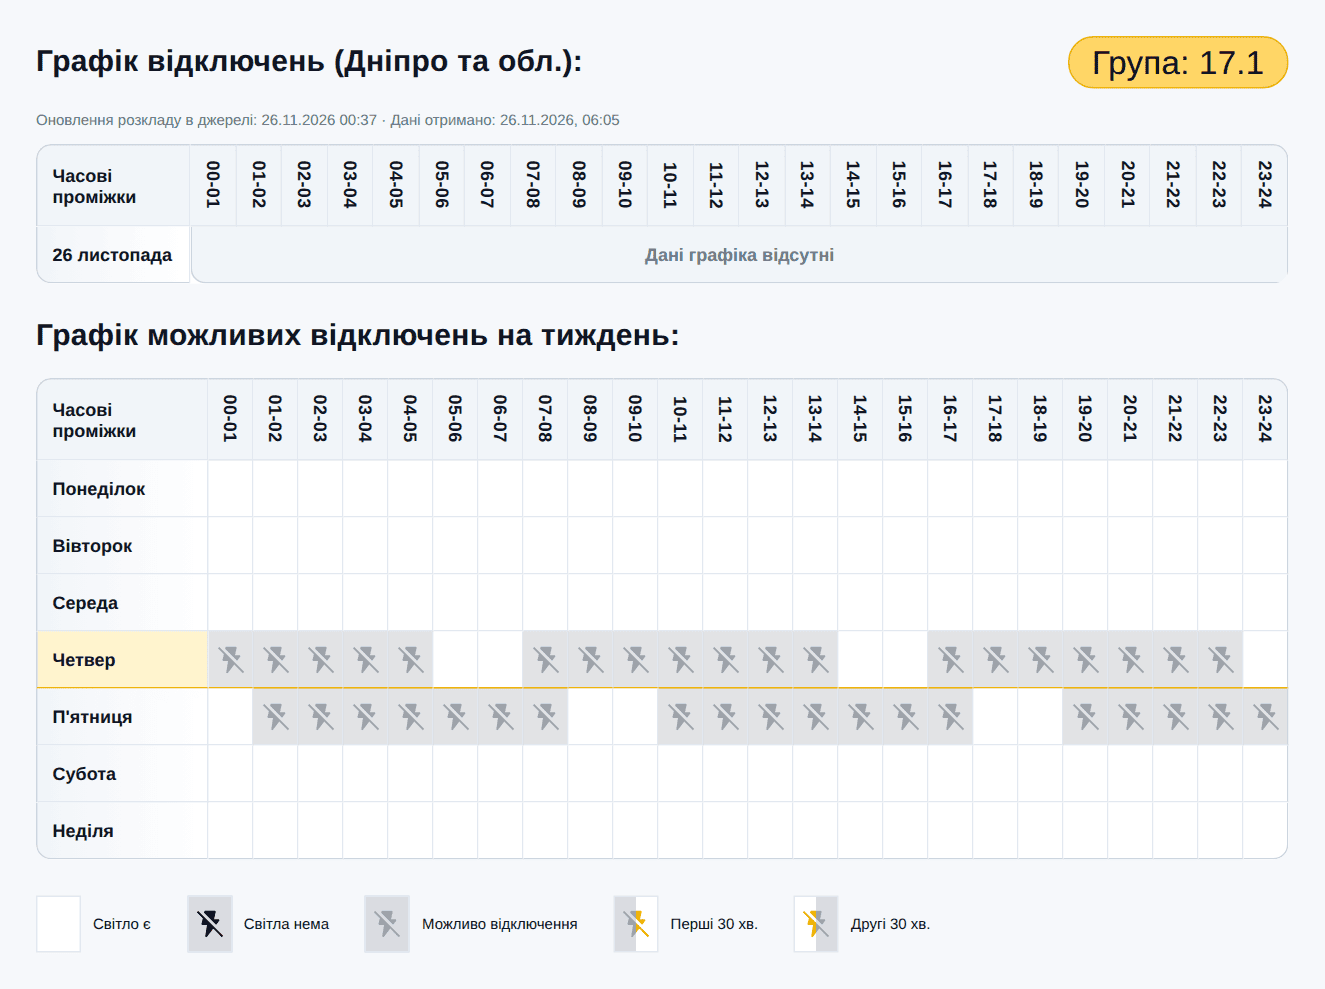 Графік відключень (Дніпро та обл.):
Група: 17.1
Оновлення розкладу в джерелі: 26.11.2026 00:37 · Дані отримано: 26.11.2026, 06:05
Часові
проміжки
00-01 01-02 02-03 03-04 04-05 05-06 06-07 07-08 08-09 09-10 10-11 11-12 12-13 13-14 14-15 15-16 16-17 17-18 18-19 19-20 20-21 21-22 22-23 23-24
26 листопада
Дані графіка відсутні
Графік можливих відключень на тиждень:
Часові
проміжки
00-01 01-02 02-03 03-04 04-05 05-06 06-07 07-08 08-09 09-10 10-11 11-12 12-13 13-14 14-15 15-16 16-17 17-18 18-19 19-20 20-21 21-22 22-23 23-24
Понеділок
Вівторок
Середа
Четвер
П'ятниця
Субота
Неділя
Світло є
Світла нема
Можливо відключення
Перші 30 хв.
Другі 30 хв.